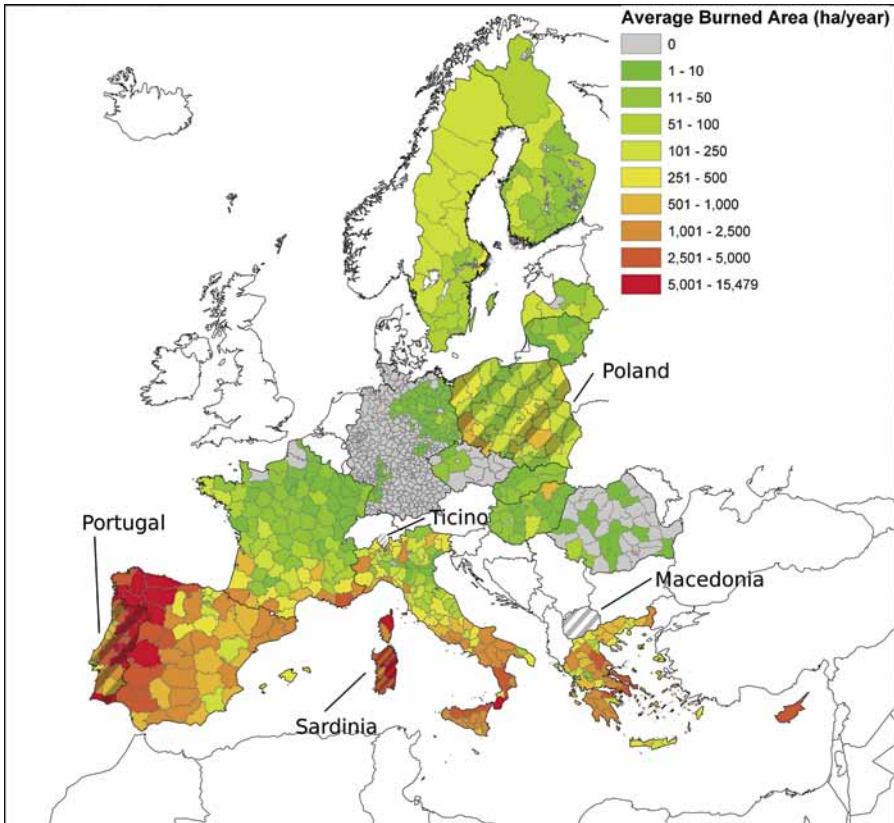 Average Burned Area (ha/year)
0
1 - 10
11 - 50
51 - 100
101 - 250
251 - 500
501 - 1,000
1,001 - 2,500
2,501 - 5,000
5,001 - 15,479
Poland
Portugal
Ticino
Macedonia
Sardinia